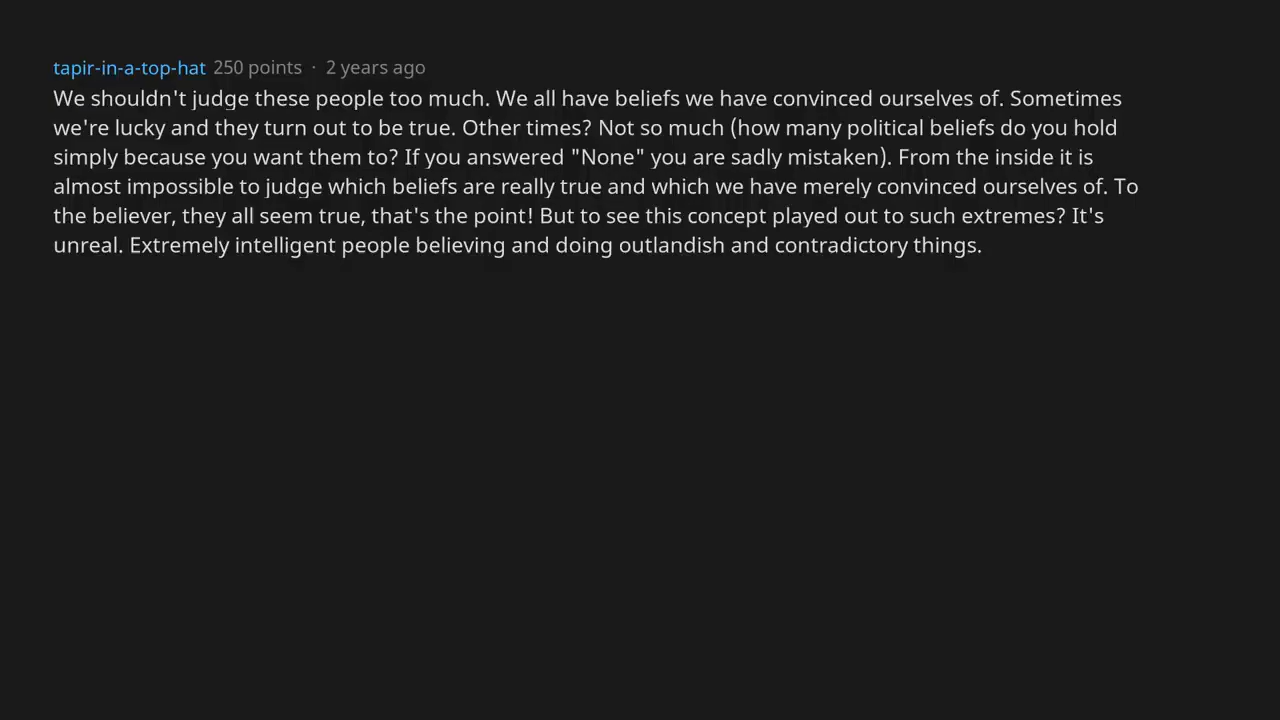 tapir-in-a-top-hat 250 points · 2 years ago
We shouldn't judge these people too much. We all have beliefs we have convinced ourselves of. Sometimes
we're lucky and they turn out to be true. Other times? Not so much (how many political beliefs do you hold
simply because you want them to? If you answered "None" you are sadly mistaken). From the inside it is
almost impossible to judge which beliefs are really true and which we have merely convinced ourselves of. To
the believer, they all seem true, that's the point! But to see this concept played out to such extremes? It's
unreal. Extremely intelligent people believing and doing outlandish and contradictory things.